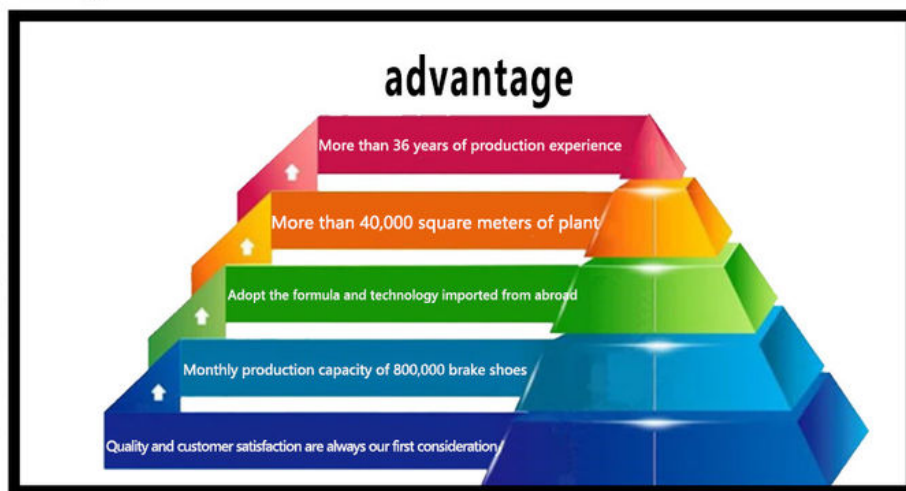 advantage
More than 36 years of production experience
More than 40,000 square meters of plant
Adopt the formula and technology imported from abroad
Monthly production capacity of 800,000 brake shoes
Quality and customer satisfaction are always our first consideration